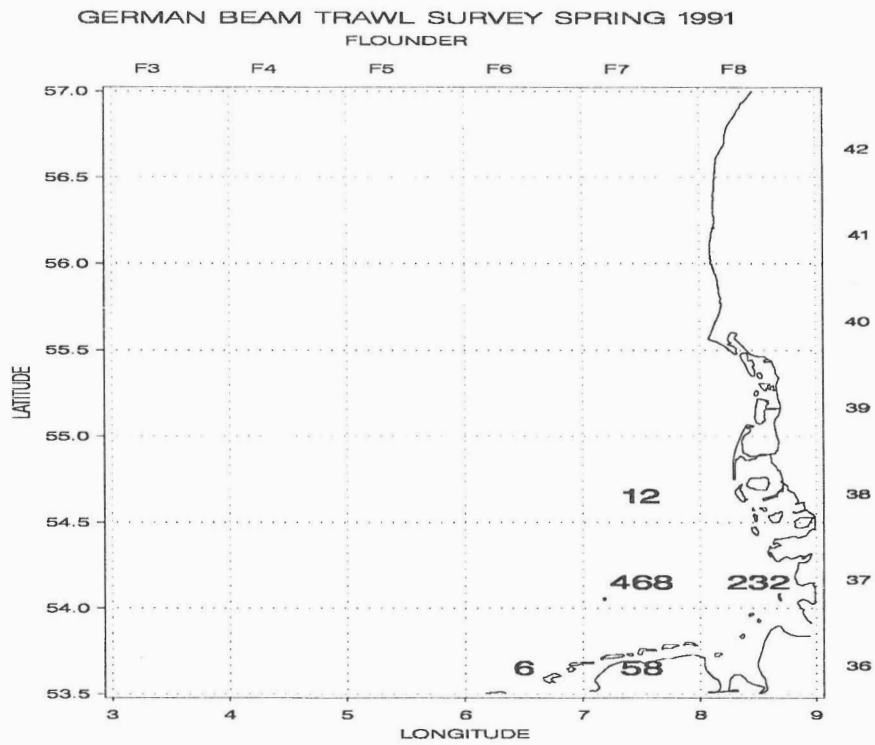 GERMAN BEAM TRAWL SURVEY SPRING 1991
FLOUNDER
F3 F4 F5 F6 F7 F8
57.0
42
56.5
41
56.0
40
55.5
39
55.0
12 38
54.5
468 232 37
54.0
6 58 36
53.5
3 4 5 6 7 8 9
LATITUDE
LONGITUDE